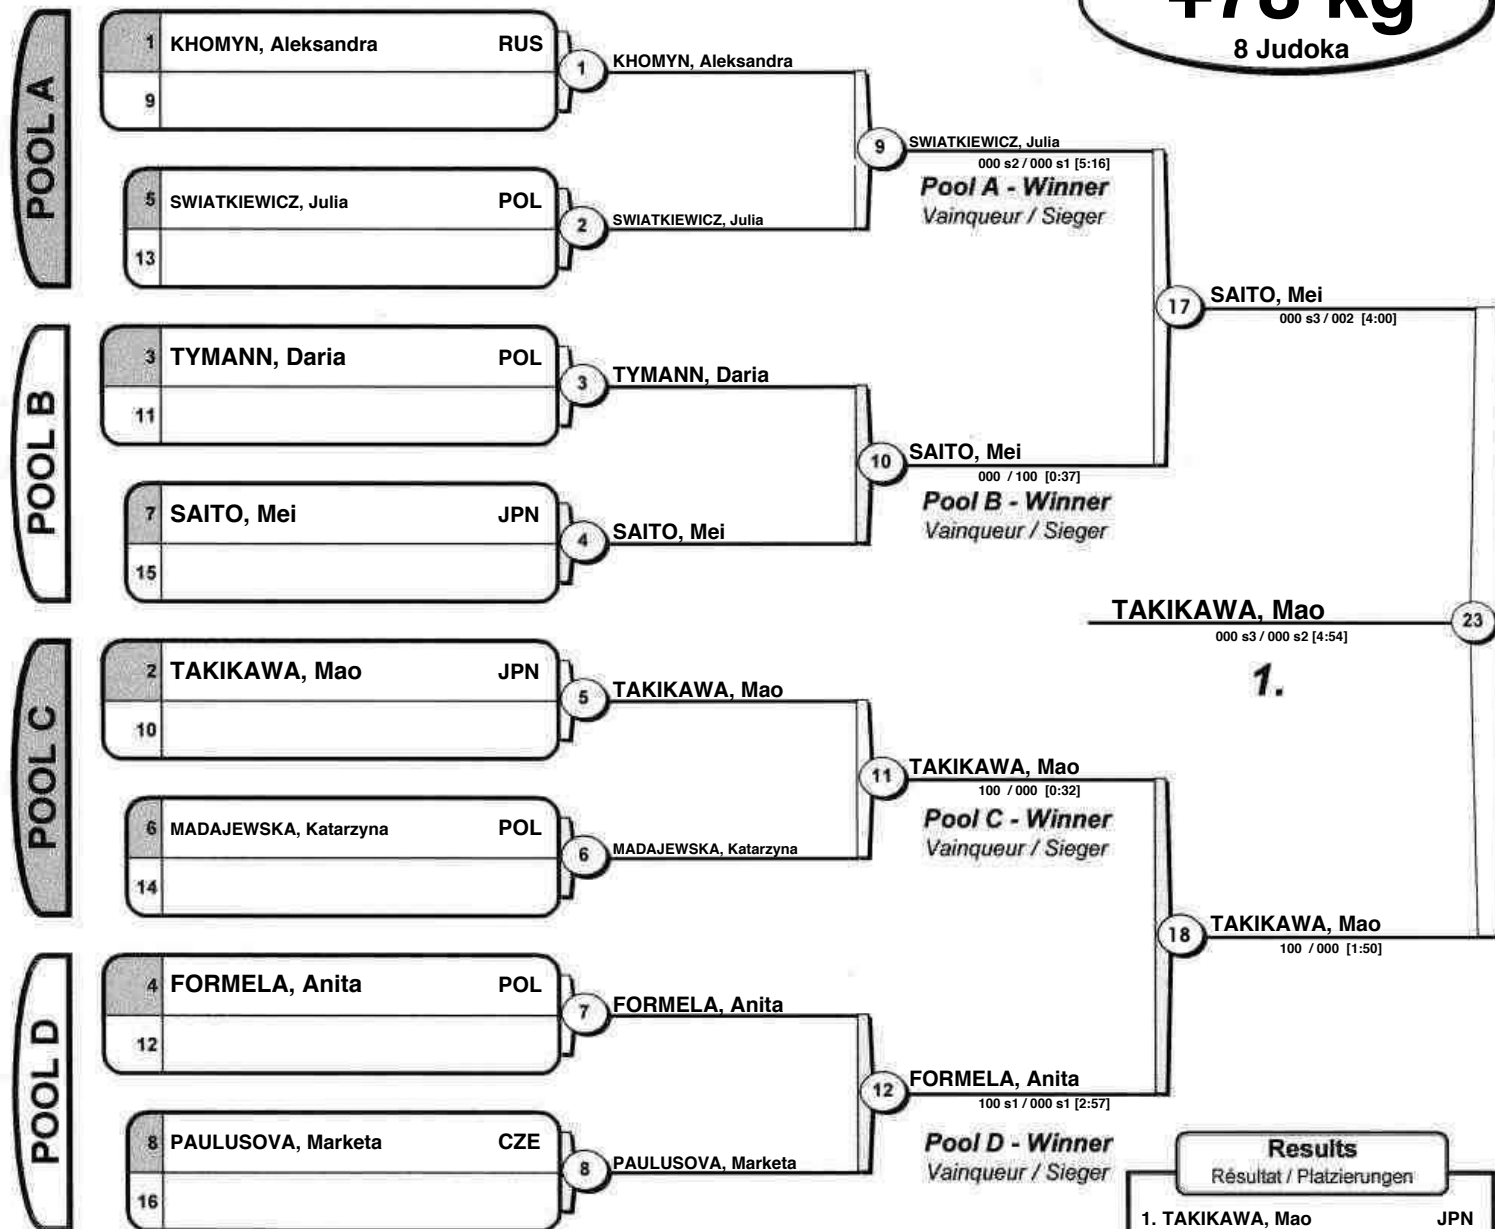 +78 kg
8 Judoka
POOL A
1 KHOMYN, Aleksandra RUS
9
1 KHOMYN, Aleksandra
5 SWIATKIEWICZ, Julia POL
13
2 SWIATKIEWICZ, Julia
9 SWIATKIEWICZ, Julia
000 s2 / 000 s1 [5:16]
Pool A - Winner
Vainqueur / Sieger
POOL B
3 TYMANN, Daria POL
11
3 TYMANN, Daria
7 SAITO, Mei JPN
15
4 SAITO, Mei
10 SAITO, Mei
000 / 100 [0:37]
Pool B - Winner
Vainqueur / Sieger
17 SAITO, Mei
000 s3 / 002 [4:00]
TAKIKAWA, Mao 23
000 s3 / 000 s2 [4:54]
1.
POOL C
2 TAKIKAWA, Mao JPN
10
5 TAKIKAWA, Mao
6 MADAJEWSKA, Katarzyna POL
14
6 MADAJEWSKA, Katarzyna
11 TAKIKAWA, Mao
100 / 000 [0:32]
Pool C - Winner
Vainqueur / Sieger
18 TAKIKAWA, Mao
100 / 000 [1:50]
POOL D
4 FORMELA, Anita POL
12
7 FORMELA, Anita
8 PAULUSOVA, Marketa CZE
16
8 PAULUSOVA, Marketa
12 FORMELA, Anita
100 s1 / 000 s1 [2:57]
Pool D - Winner
Vainqueur / Sieger
Results
Résultat / Platzierungen
1. TAKIKAWA, Mao JPN